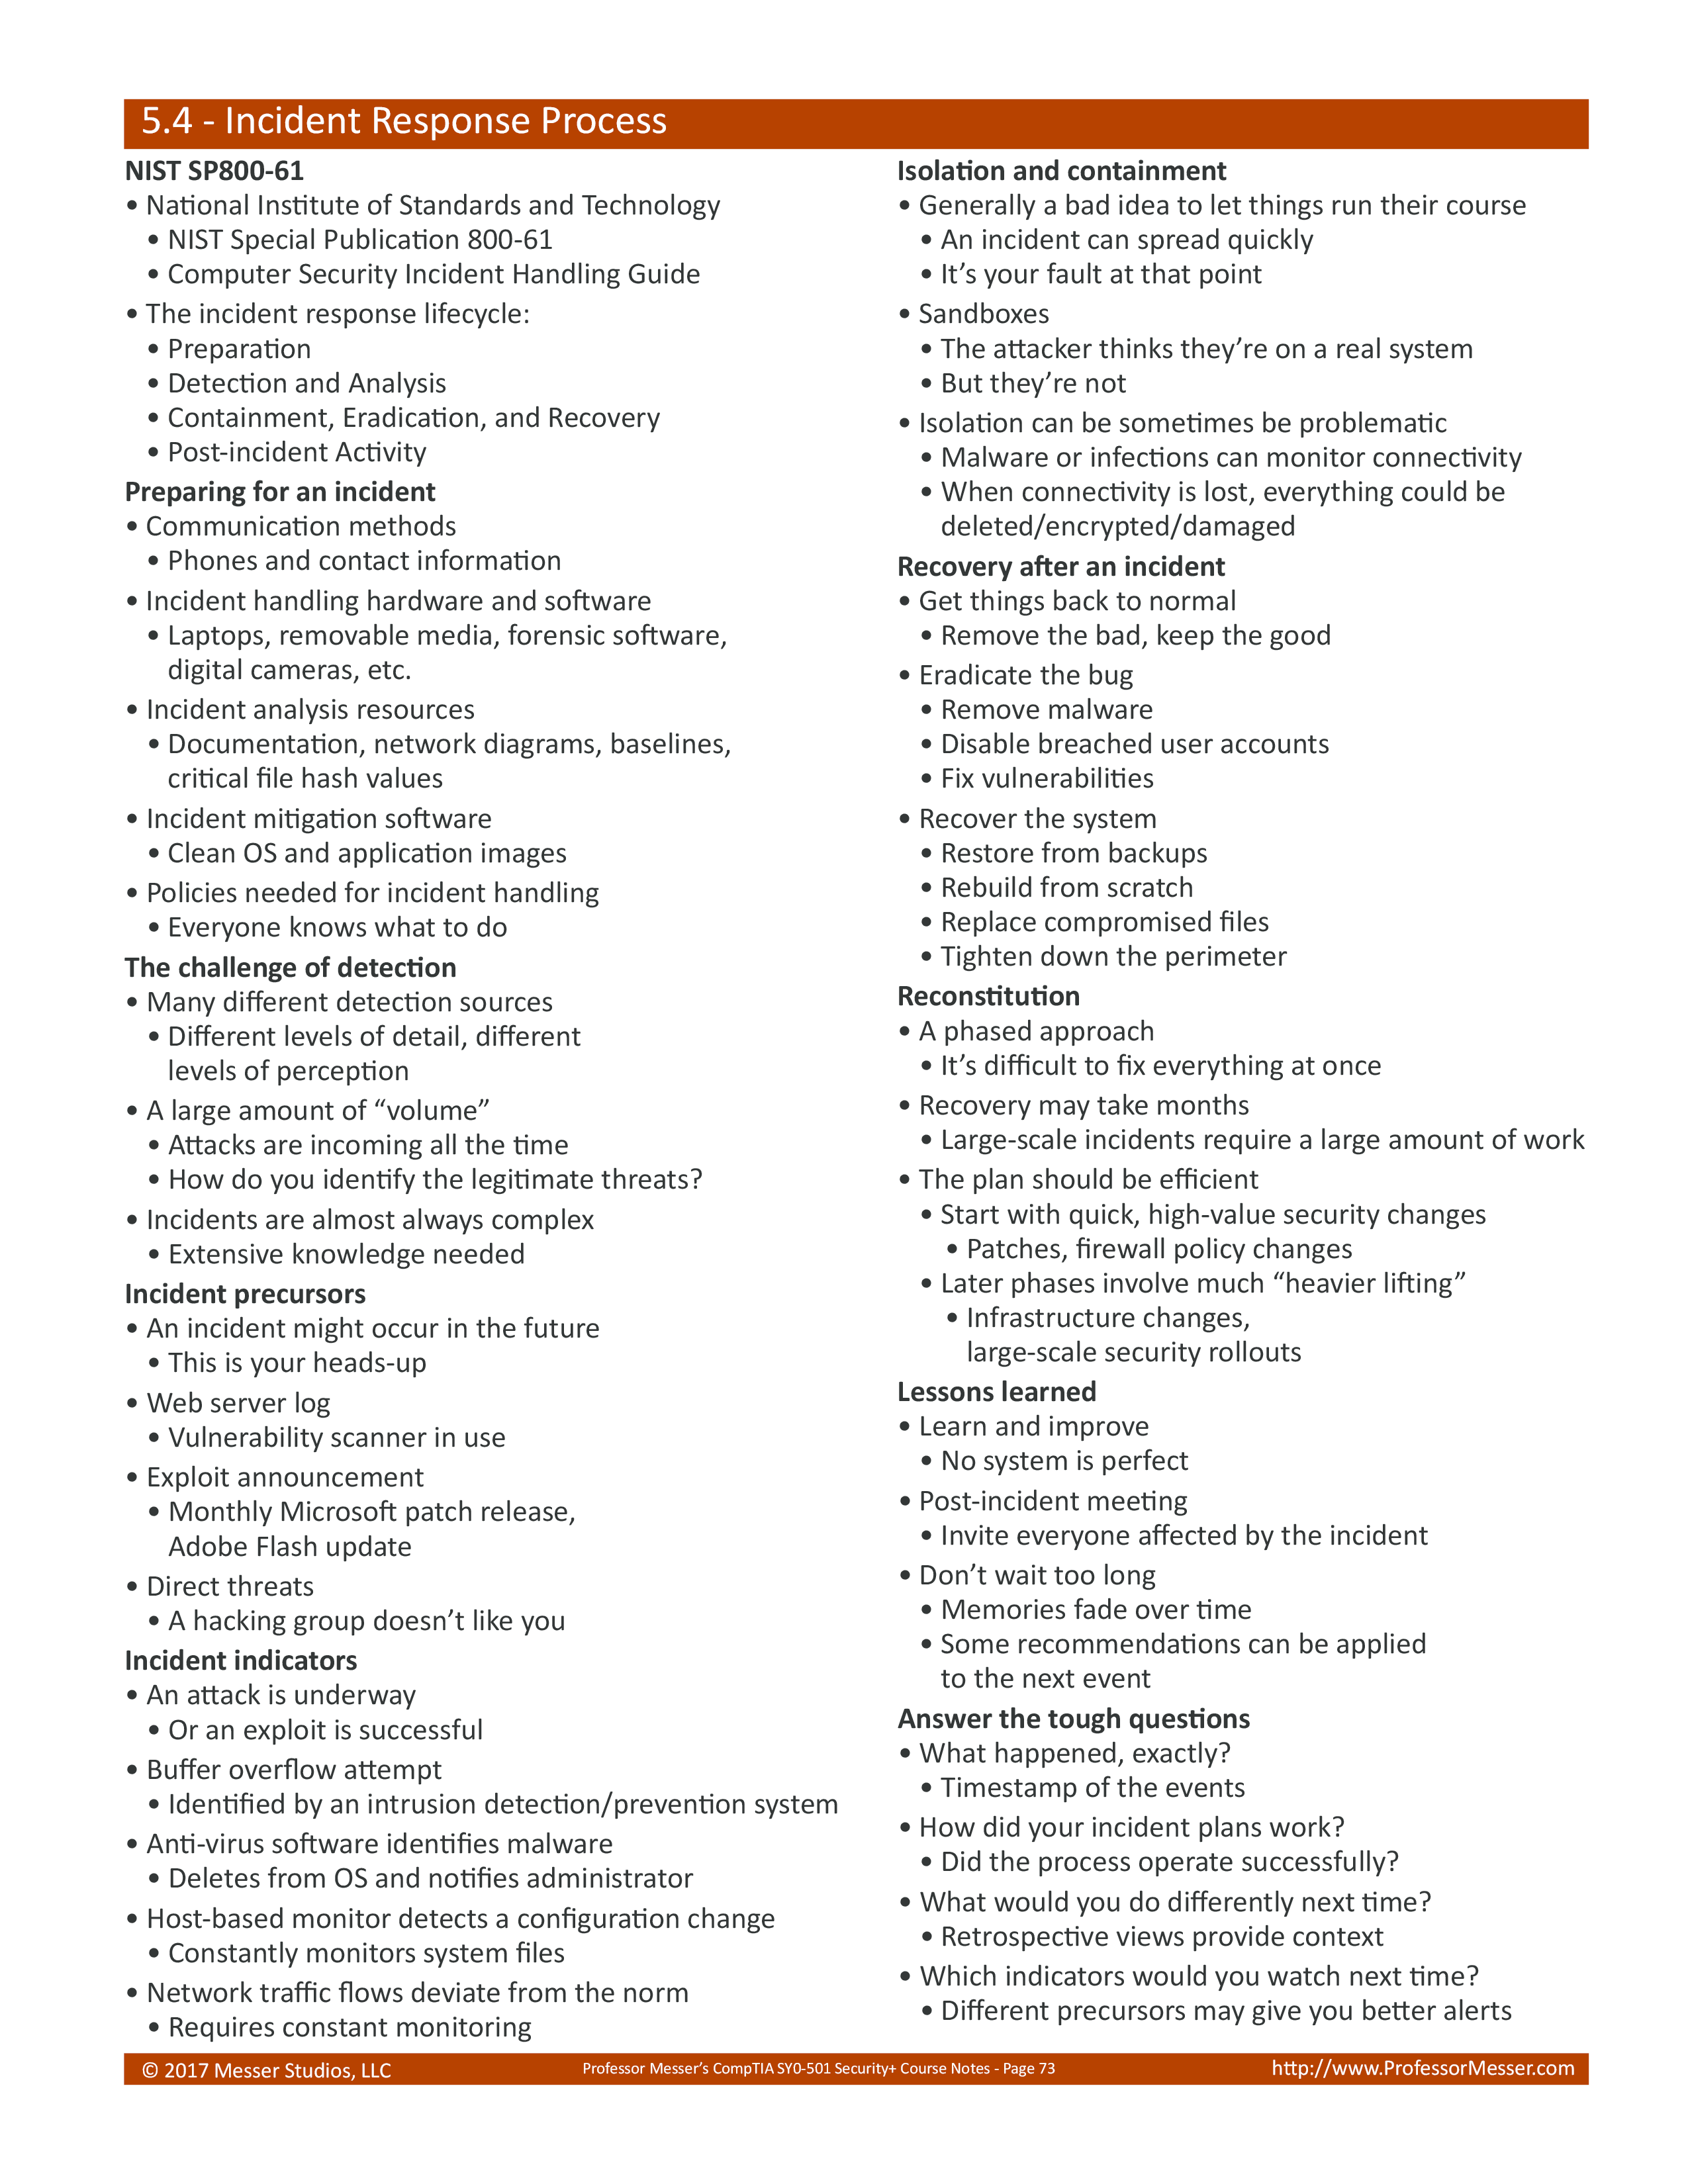 5.4 - Incident Response Process
NIST SP800-61
• National Institute of Standards and Technology
• NIST Special Publication 800-61
• Computer Security Incident Handling Guide
• The incident response lifecycle:
• Preparation
• Detection and Analysis
• Containment, Eradication, and Recovery
• Post-incident Activity
Preparing for an incident
• Communication methods
• Phones and contact information
• Incident handling hardware and software
• Laptops, removable media, forensic software,
digital cameras, etc.
• Incident analysis resources
• Documentation, network diagrams, baselines,
critical file hash values
• Incident mitigation software
• Clean OS and application images
• Policies needed for incident handling
• Everyone knows what to do
The challenge of detection
• Many different detection sources
• Different levels of detail, different
levels of perception
• A large amount of “volume”
• Attacks are incoming all the time
• How do you identify the legitimate threats?
• Incidents are almost always complex
• Extensive knowledge needed
Incident precursors
• An incident might occur in the future
• This is your heads-up
• Web server log
• Vulnerability scanner in use
• Exploit announcement
• Monthly Microsoft patch release,
Adobe Flash update
• Direct threats
• A hacking group doesn’t like you
Incident indicators
• An attack is underway
• Or an exploit is successful
• Buffer overflow attempt
• Identified by an intrusion detection/prevention system
• Anti-virus software identifies malware
• Deletes from OS and notifies administrator
• Host-based monitor detects a configuration change
• Constantly monitors system files
• Network traffic flows deviate from the norm
• Requires constant monitoring
Isolation and containment
• Generally a bad idea to let things run their course
• An incident can spread quickly
• It’s your fault at that point
• Sandboxes
• The attacker thinks they’re on a real system
• But they’re not
• Isolation can be sometimes be problematic
• Malware or infections can monitor connectivity
• When connectivity is lost, everything could be
deleted/encrypted/damaged
Recovery after an incident
• Get things back to normal
• Remove the bad, keep the good
• Eradicate the bug
• Remove malware
• Disable breached user accounts
• Fix vulnerabilities
• Recover the system
• Restore from backups
• Rebuild from scratch
• Replace compromised files
• Tighten down the perimeter
Reconstitution
• A phased approach
• It’s difficult to fix everything at once
• Recovery may take months
• Large-scale incidents require a large amount of work
• The plan should be efficient
• Start with quick, high-value security changes
• Patches, firewall policy changes
• Later phases involve much “heavier lifting”
• Infrastructure changes,
large-scale security rollouts
Lessons learned
• Learn and improve
• No system is perfect
• Post-incident meeting
• Invite everyone affected by the incident
• Don’t wait too long
• Memories fade over time
• Some recommendations can be applied
to the next event
Answer the tough questions
• What happened, exactly?
• Timestamp of the events
• How did your incident plans work?
• Did the process operate successfully?
• What would you do differently next time?
• Retrospective views provide context
• Which indicators would you watch next time?
• Different precursors may give you better alerts
© 2017 Messer Studios, LLC
Professor Messer’s CompTIA SY0-501 Security+ Course Notes - Page 73
http://www.ProfessorMesser.com